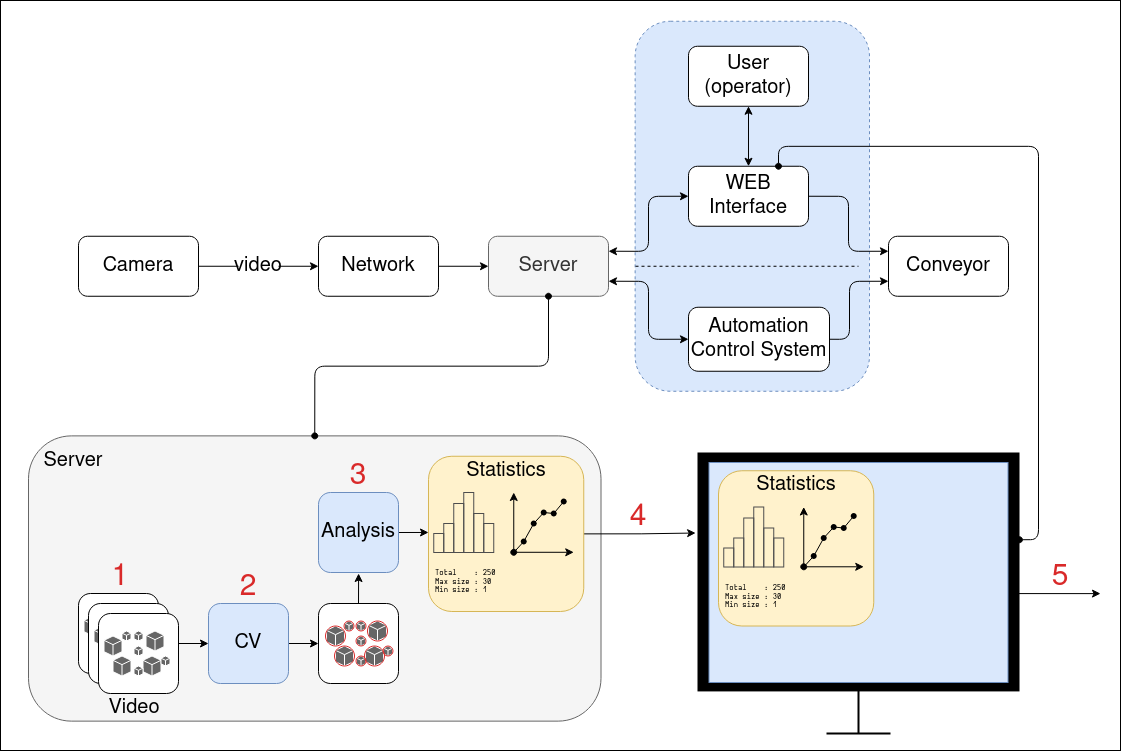 User
(operator)
WEB
Interface
Camera
video
Network
Server
Conveyor
Automation
Control System
Server
3
Statistics
Analysis
Total : 250
Max size : 30
Min size : 1
1
2
CV
Video
4
Statistics
Total : 250
Max size : 30
Min size : 1
5